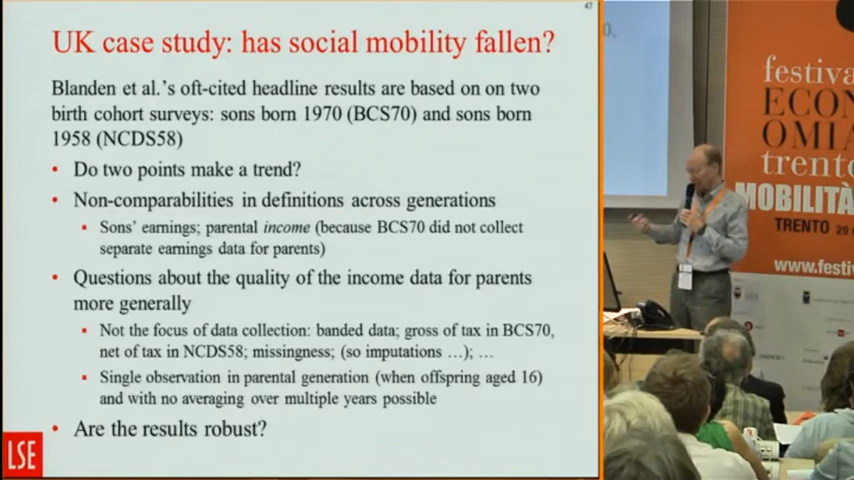 47
UK case study: has social mobility fallen?
Blanden et al.'s oft-cited headline results are based on on two
birth cohort surveys: sons born 1970 (BCS70) and sons born
1958 (NCDS58)
• Do two points make a trend?
• Non-comparabilities in definitions across generations
▪ Sons' earnings; parental income (because BCS70 did not collect
separate earnings data for parents)
• Questions about the quality of the income data for parents
more generally
▪ Not the focus of data collection: banded data; gross of tax in BCS70,
net of tax in NCDS58; missingness; (so imputations …); …
▪ Single observation in parental generation (when offspring aged 16)
and with no averaging over multiple years possible
• Are the results robust?
LSE
festiva
ECON
OMIA
trento
MOBILITÀ
TRENTO 29
www.festi